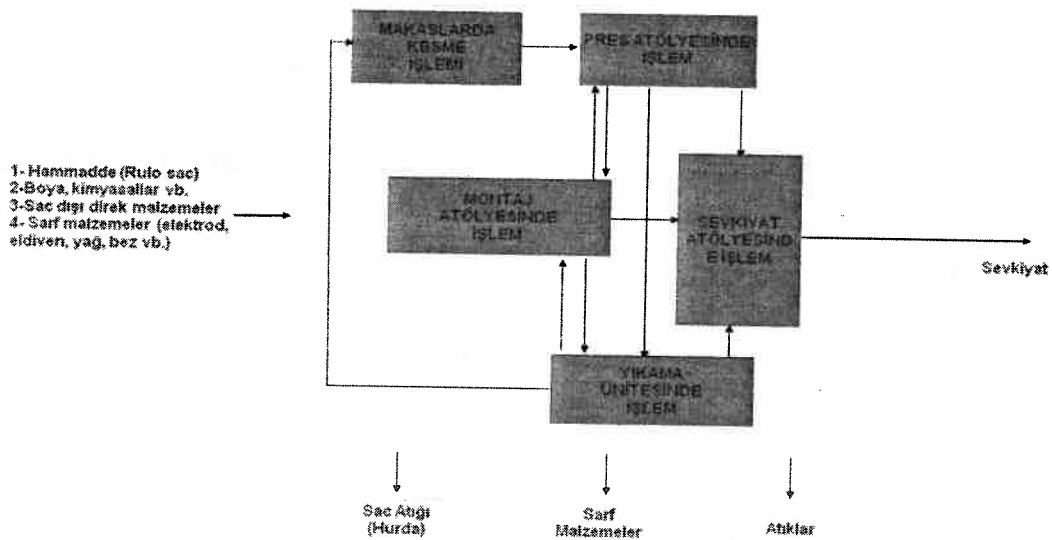 MAKASLARDA
KESME
İŞLEMİ
PRES ATÖLYESİNDE
İŞLEM
1- Hammadde (Rulo sac)
2-Boya, kimyasallar vb.
3-Sac dışı direk malzemeler
4- Sarf malzemeler (elektrod,
eldiven, yağ, bez vb.)
MONTAJ
ATÖLYESİNDE
İŞLEM
SEVKİYAT
ATÖLTESİND
E İŞLEM
Sevkiyat
YIKAMA
ÜNİTESİNDE
İŞLEM
Sac Atığı
(Hurda)
Sarf
Malzemeler
Atıklar